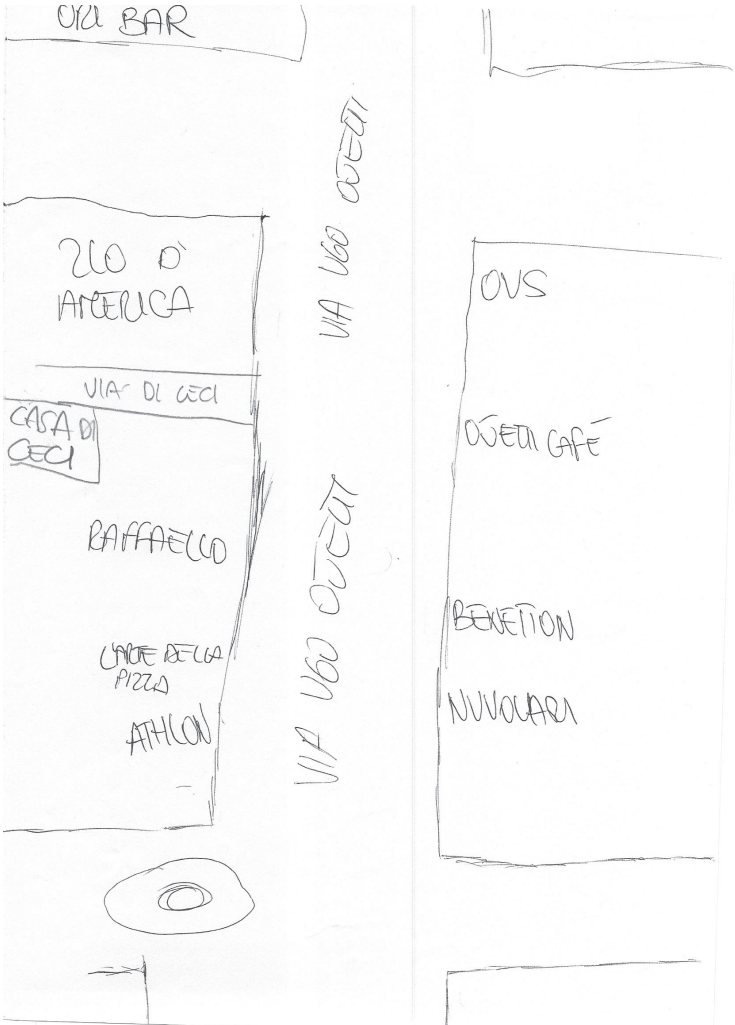 BAR
VIA UGO OJETTI
ZIO D'
AMERICA
OVS
VIA DI CECI
CASA DI
CECI
OJETTI CAFÉ
RAFFAELLO
VIA UGO OJETTI
BENETTON
L'ARTE DELLA
PIZZA
NUVOLARI
ATHLON